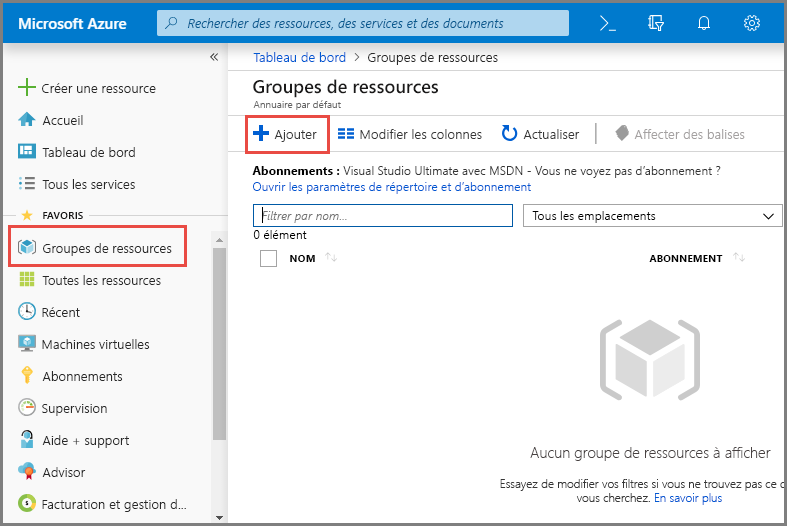 Microsoft Azure
Rechercher des ressources, des services et des documents
Créer une ressource
Accueil
Tableau de bord
Tous les services
FAVORIS
Groupes de ressources
Toutes les ressources
Récent
Machines virtuelles
Abonnements
Supervision
Aide + support
Advisor
Facturation et gestion d...
Tableau de bord > Groupes de ressources
Groupes de ressources
Annuaire par défaut
Ajouter
Modifier les colonnes
Actualiser
Affecter des balises
Abonnements : Visual Studio Ultimate avec MSDN - Vous ne voyez pas d'abonnement ?
Ouvrir les paramètres de répertoire et d'abonnement
Filtrer par nom...
Tous les emplacements
0 élément
NOM
ABONNEMENT
Aucun groupe de ressources à afficher
Essayez de modifier vos filtres si vous ne trouvez pas ce
vous cherchez. En savoir plus